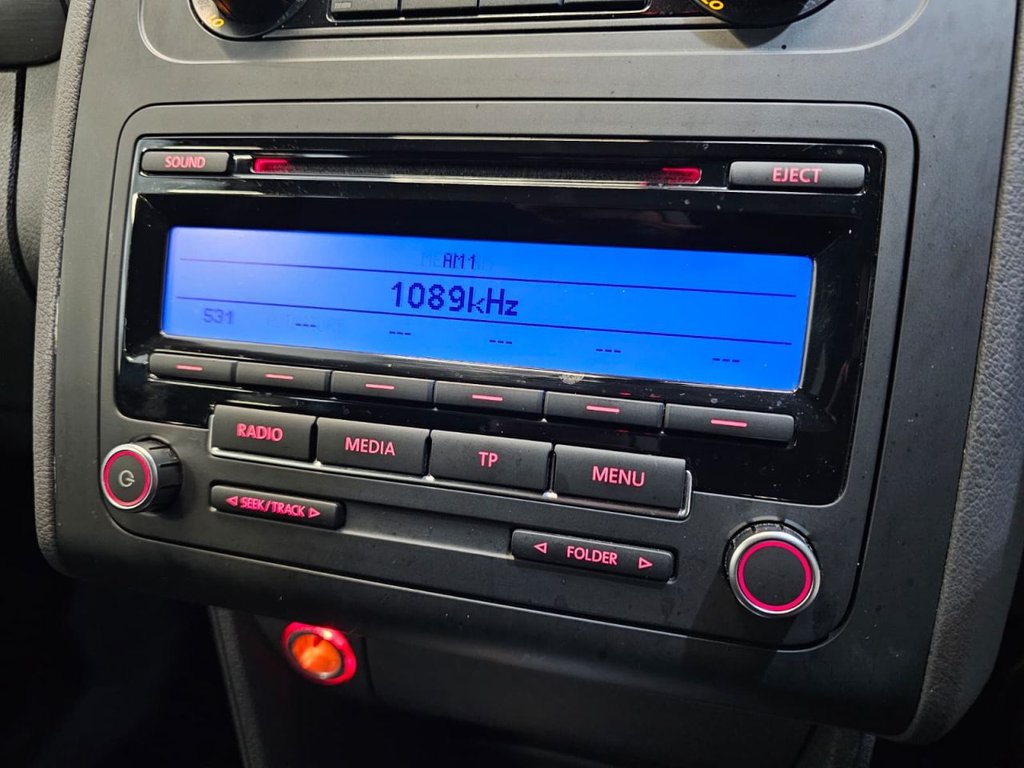 SOUND
EJECT
AM1
1089kHz
531 --- --- --- --- ---
RADIO MEDIA TP MENU
SEEK/TRACK
FOLDER